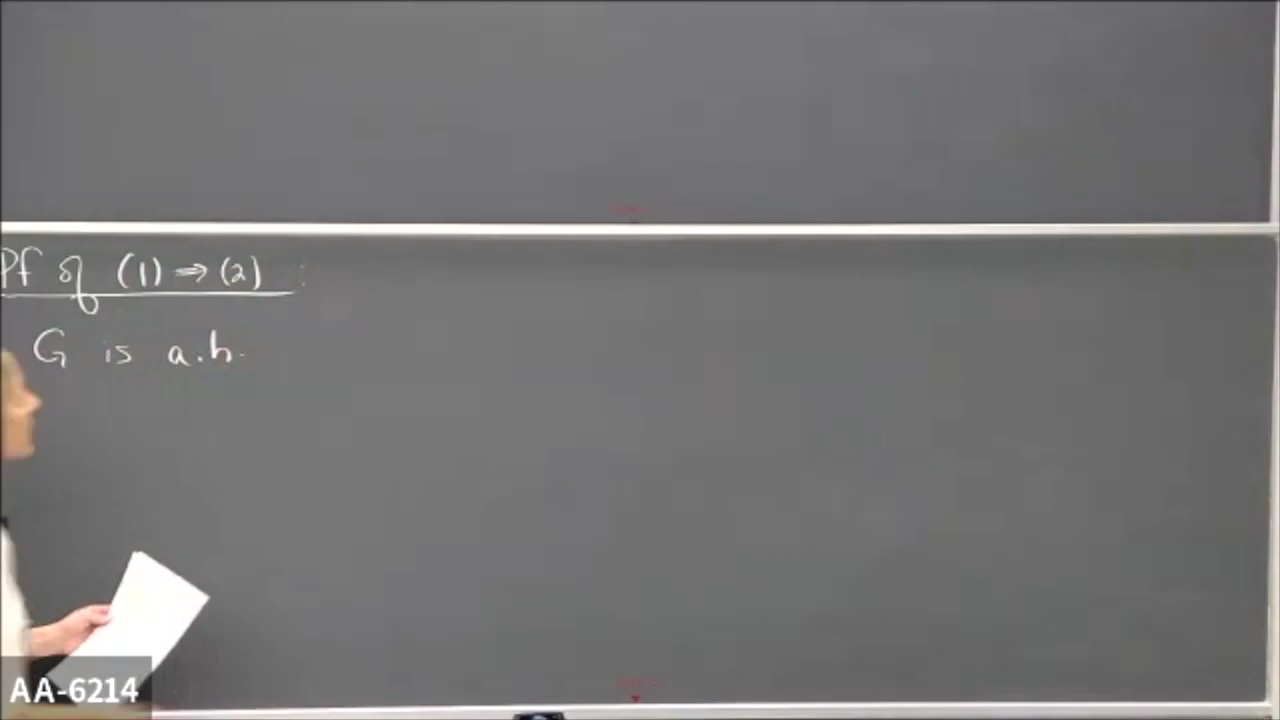 Pf of (1) ⇒ (2) :
G is a.h.
AA-6214